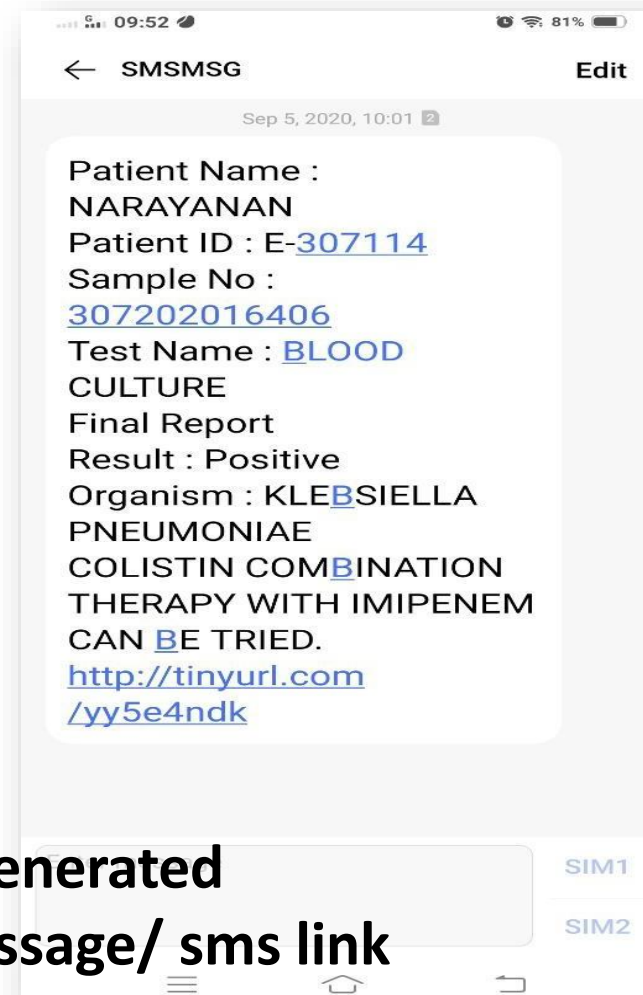 09:52
81%
SMSMSG
Edit
Sep 5, 2020, 10:01 2
Patient Name :
NARAYANAN
Patient ID : E-307114
Sample No :
307202016406
Test Name : BLOOD
CULTURE
Final Report
Result : Positive
Organism : KLEBSIELLA
PNEUMONIAE
COLISTIN COMBINATION
THERAPY WITH IMIPENEM
CAN BE TRIED.
http://tinyurl.com
/yy5e4ndk
enerated
SIM1
ssage/ sms link
SIM2